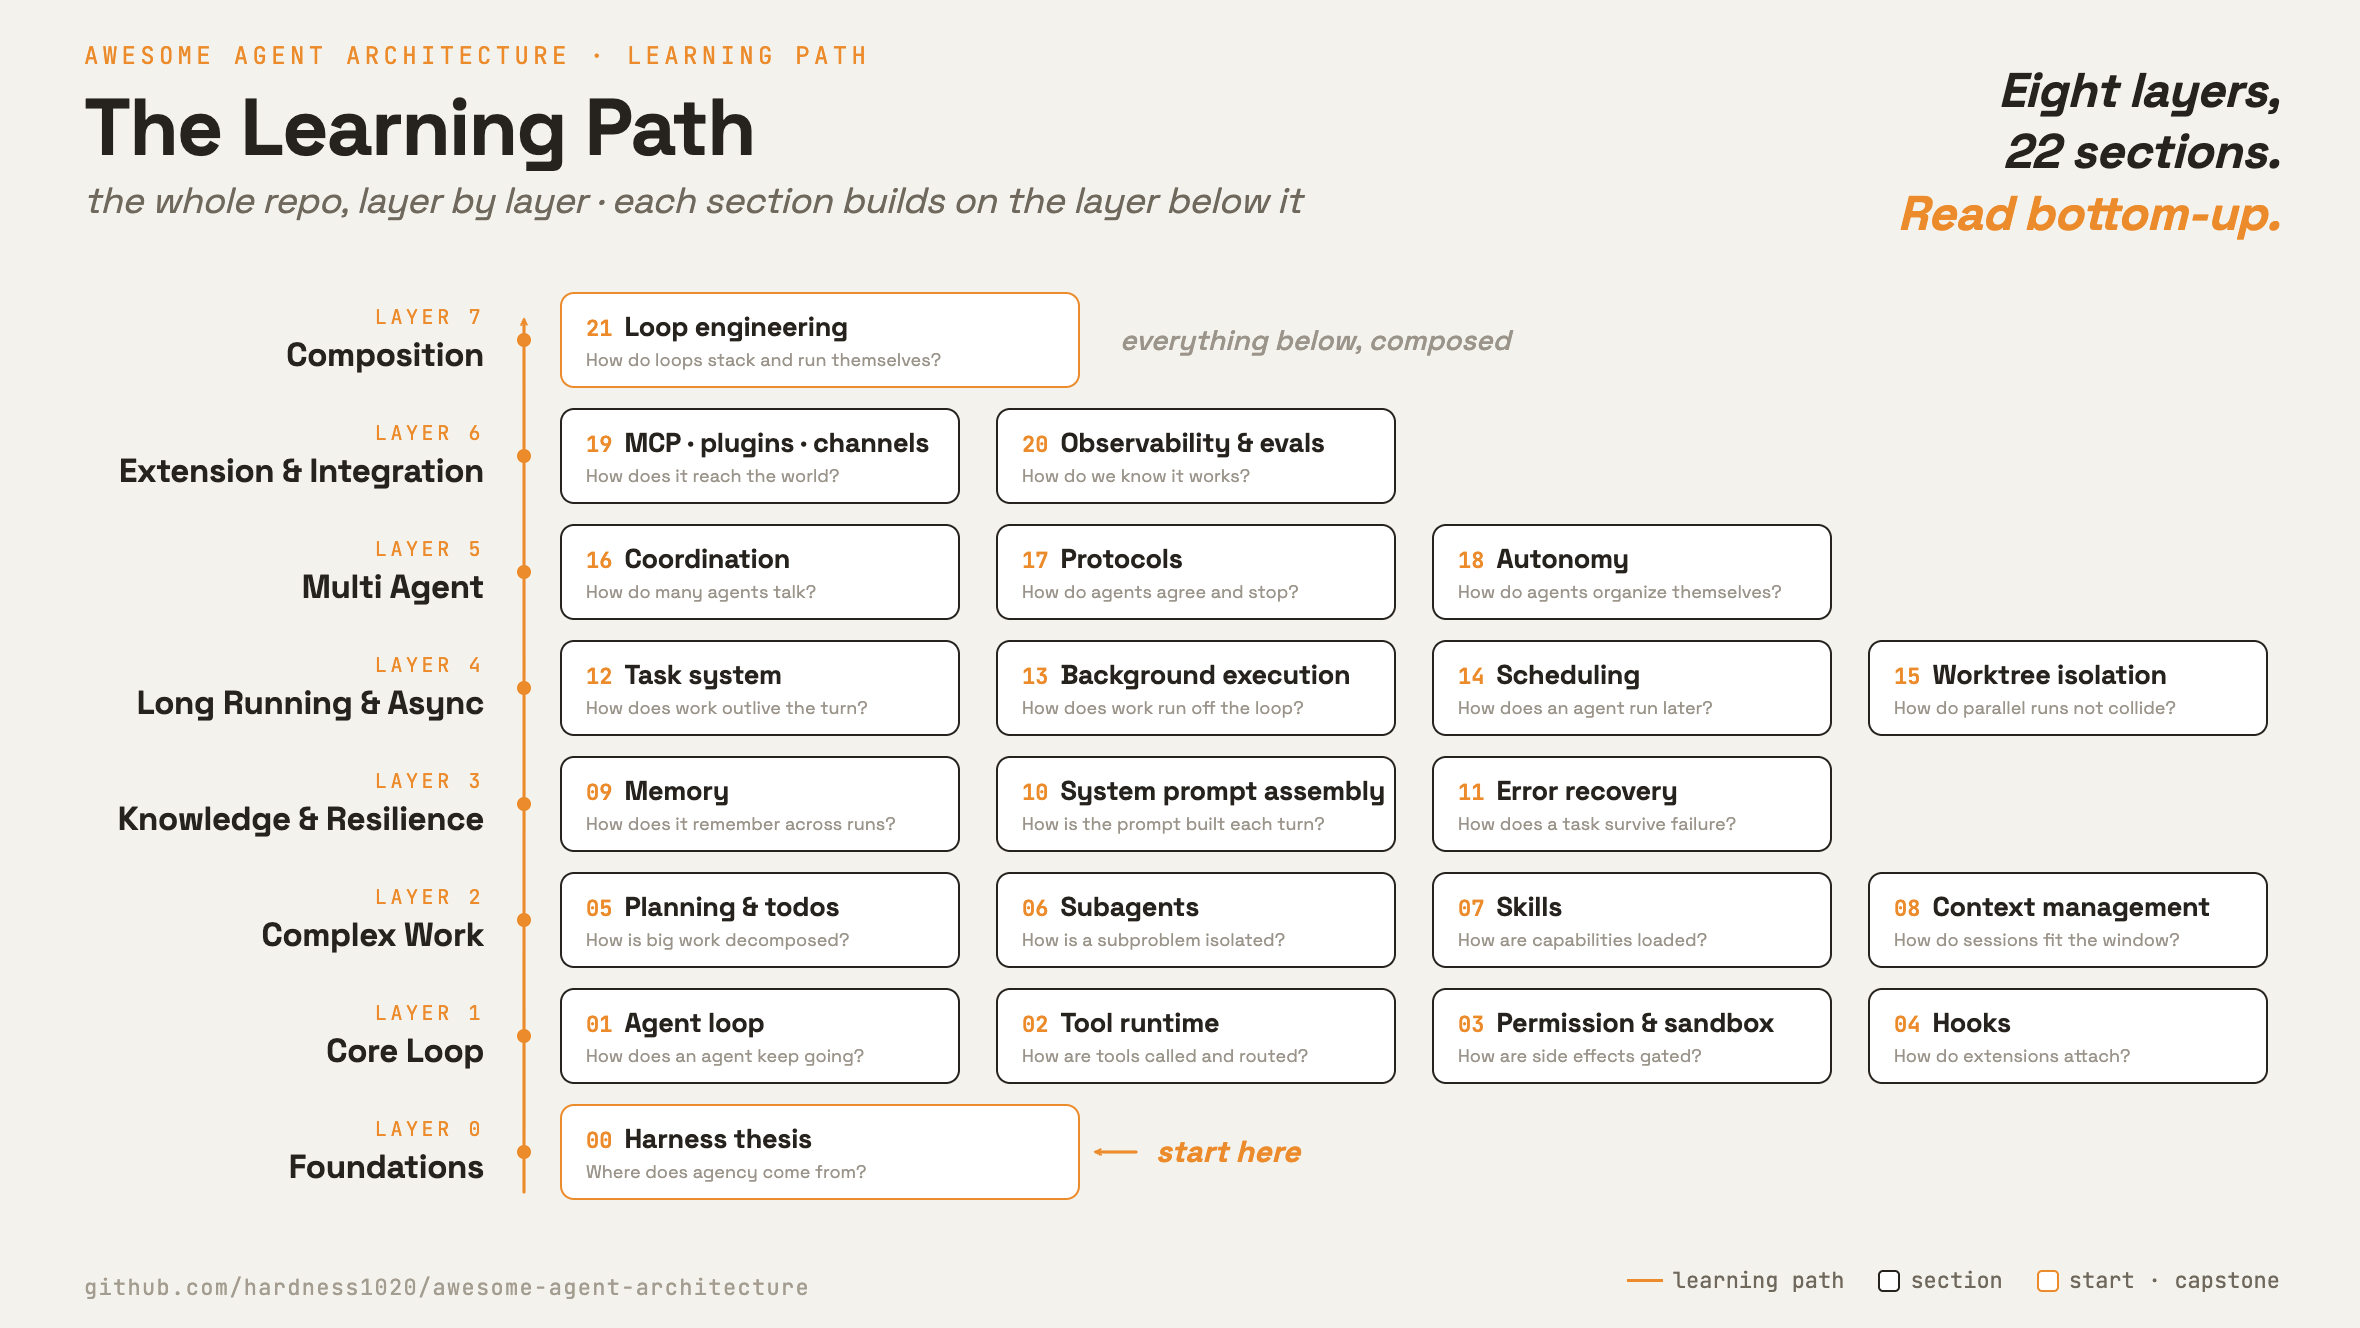 AWESOME AGENT ARCHITECTURE · LEARNING PATH
The Learning Path
the whole repo, layer by layer · each section builds on the layer below it
Eight layers,
22 sections.
Read bottom-up.
LAYER 7
Composition
21 Loop engineering
How do loops stack and run themselves?
everything below, composed
LAYER 6
Extension & Integration
19 MCP · plugins · channels
How does it reach the world?
20 Observability & evals
How do we know it works?
LAYER 5
Multi Agent
16 Coordination
How do many agents talk?
17 Protocols
How do agents agree and stop?
18 Autonomy
How do agents organize themselves?
LAYER 4
Long Running & Async
12 Task system
How does work outlive the turn?
13 Background execution
How does work run off the loop?
14 Scheduling
How does an agent run later?
15 Worktree isolation
How do parallel runs not collide?
LAYER 3
Knowledge & Resilience
09 Memory
How does it remember across runs?
10 System prompt assembly
How is the prompt built each turn?
11 Error recovery
How does a task survive failure?
LAYER 2
Complex Work
05 Planning & todos
How is big work decomposed?
06 Subagents
How is a subproblem isolated?
07 Skills
How are capabilities loaded?
08 Context management
How do sessions fit the window?
LAYER 1
Core Loop
01 Agent loop
How does an agent keep going?
02 Tool runtime
How are tools called and routed?
03 Permission & sandbox
How are side effects gated?
04 Hooks
How do extensions attach?
LAYER 0
Foundations
00 Harness thesis
Where does agency come from?
start here
github.com/hardness1020/awesome-agent-architecture
learning path
section
start · capstone